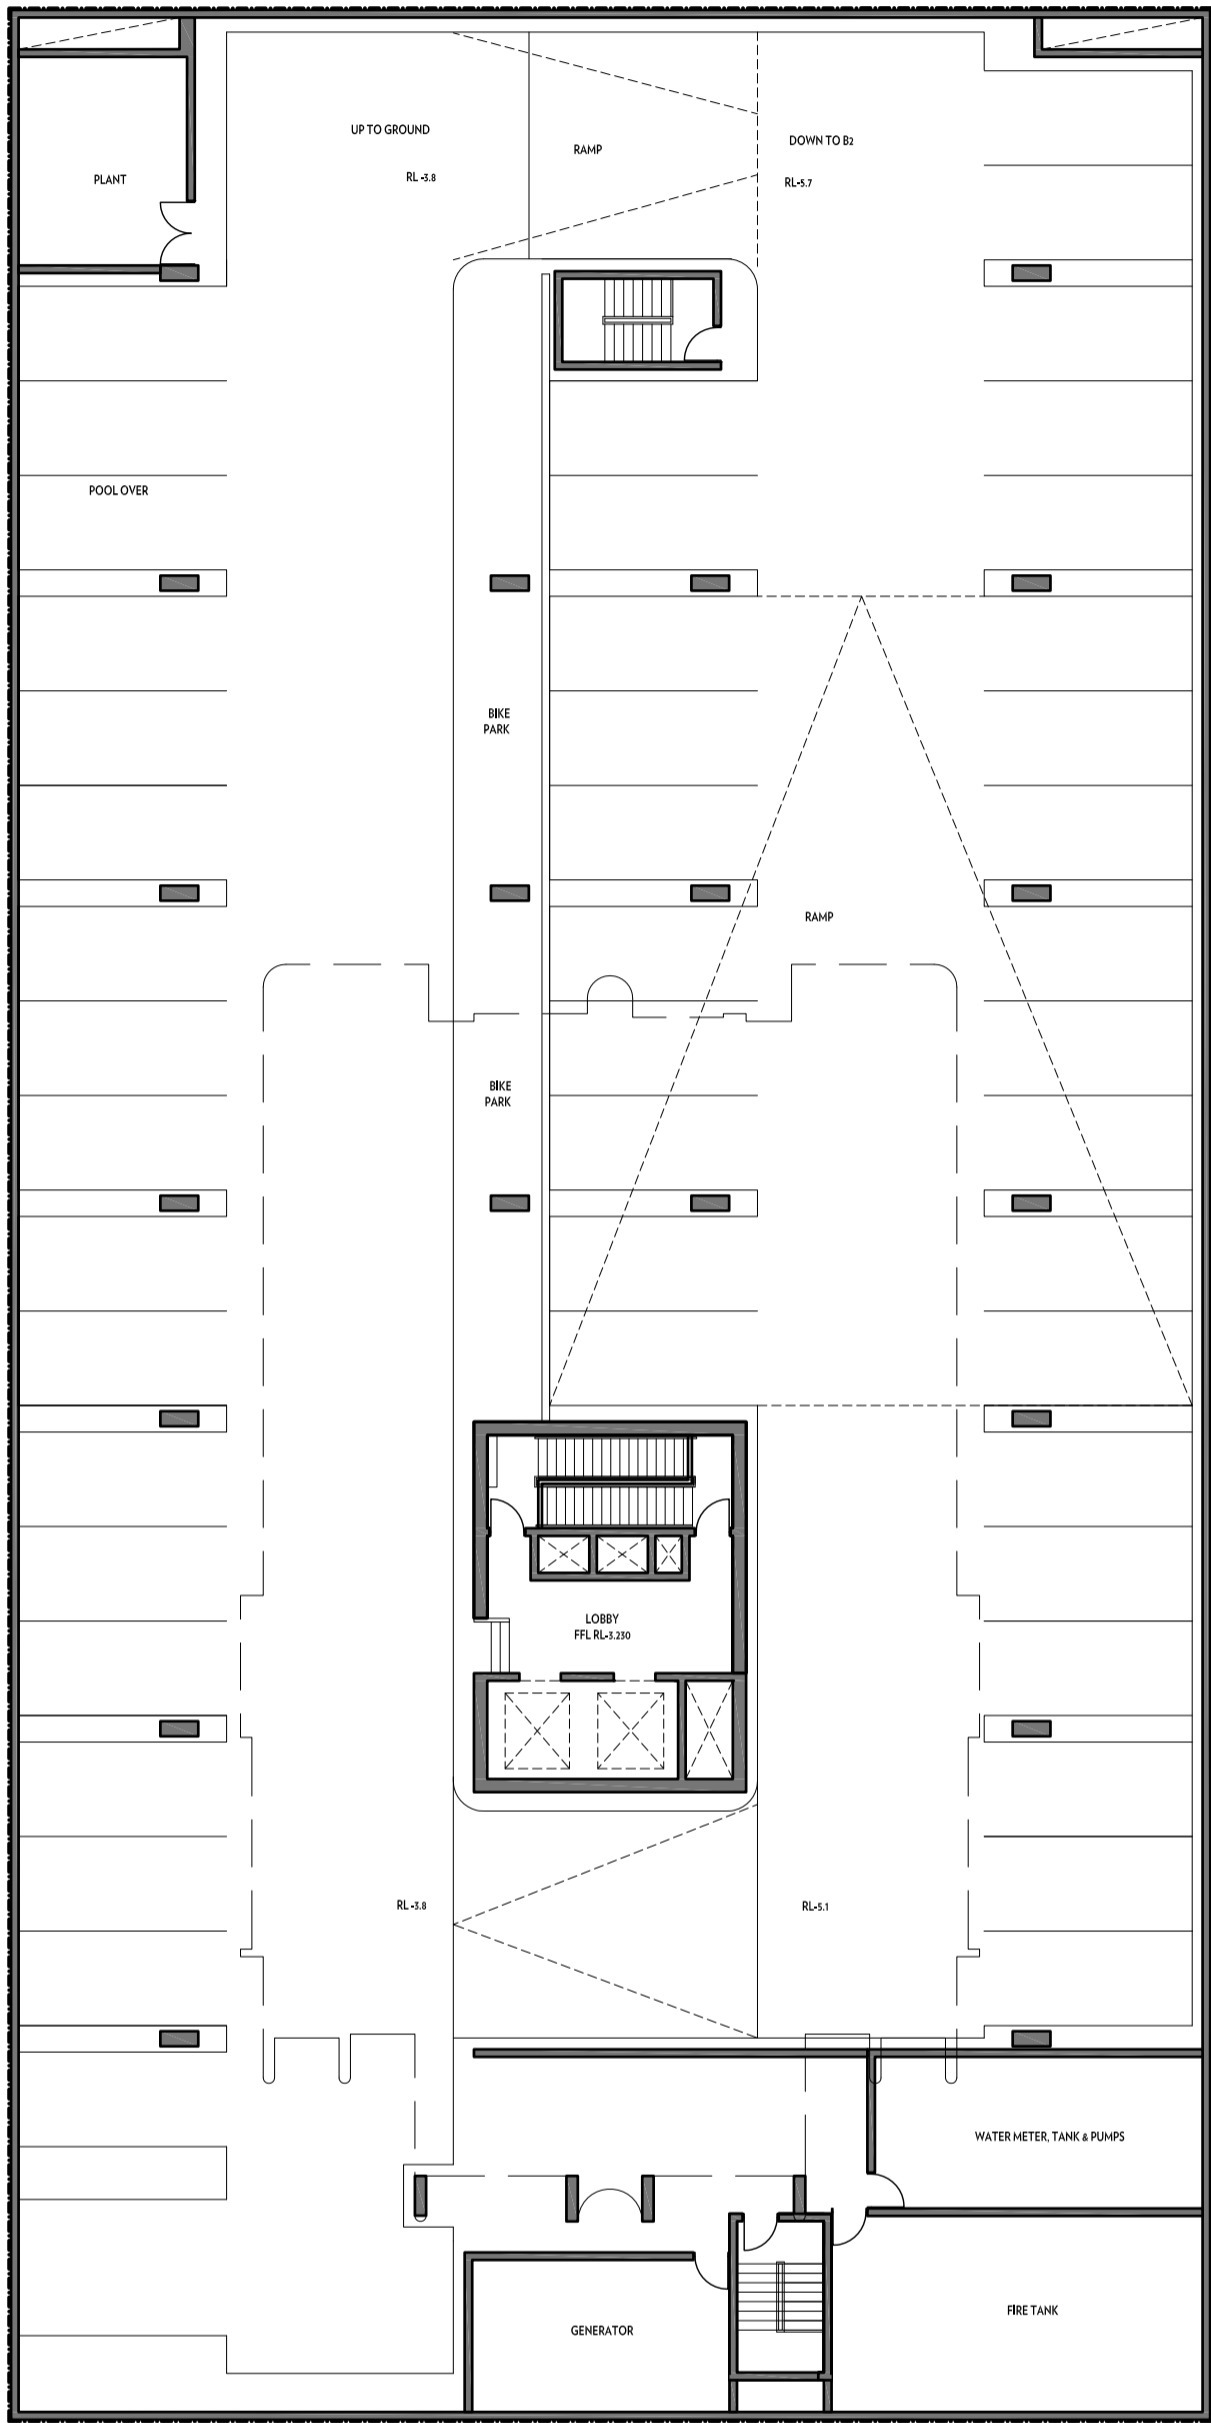 UP TO GROUND
RAMP
DOWN TO B2
PLANT
RL -3.8
RL-5.7
POOL OVER
BIKE
PARK
RAMP
BIKE
PARK
LOBBY
FFL RL-3.230
RL -3.8
RL-5.1
WATER METER, TANK & PUMPS
FIRE TANK
GENERATOR